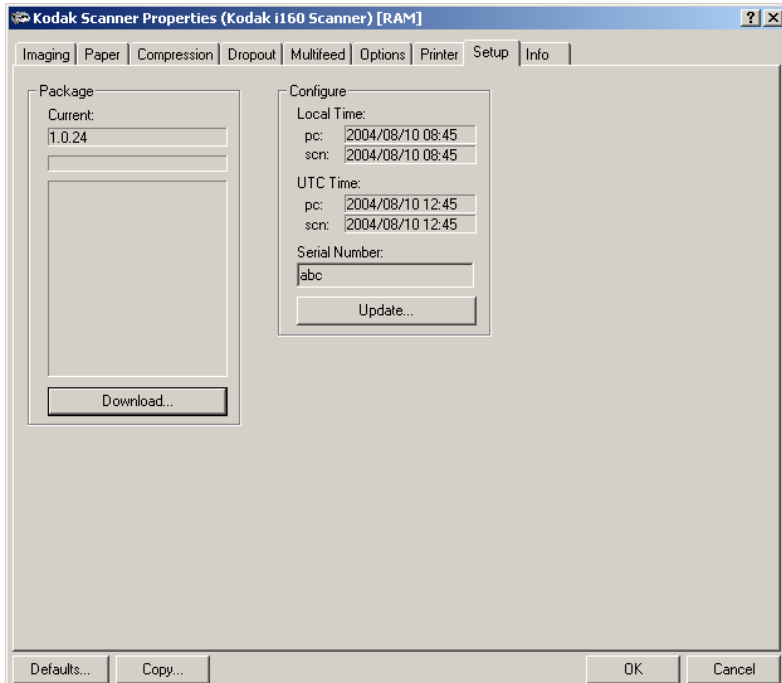 Kodak Scanner Properties (Kodak i160 Scanner) [RAM]
Imaging Paper Compression Dropout Multifeed Options Printer Setup Info
Package
Current:
1.0.24
Download...
Configure
Local Time:
pc: 2004/08/10 08:45
scn: 2004/08/10 08:45
UTC Time:
pc: 2004/08/10 12:45
scn: 2004/08/10 12:45
Serial Number:
abc
Update...
Defaults... Copy... OK Cancel